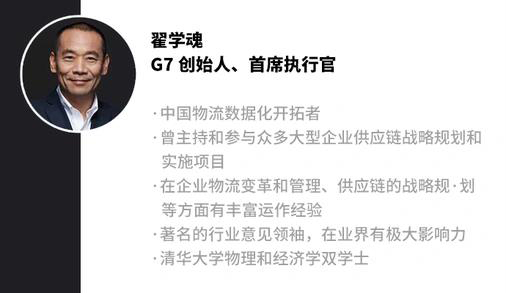 翟学魂
G7 创始人、首席执行官
·中国物流数据化开拓者
·曾主持和参与众多大型企业供应链战略规划和
实施项目
·在企业物流变革和管理、供应链的战略规·划
等方面有丰富运作经验
·著名的行业意见领袖，在业界有极大影响力
·清华大学物理和经济学双学士